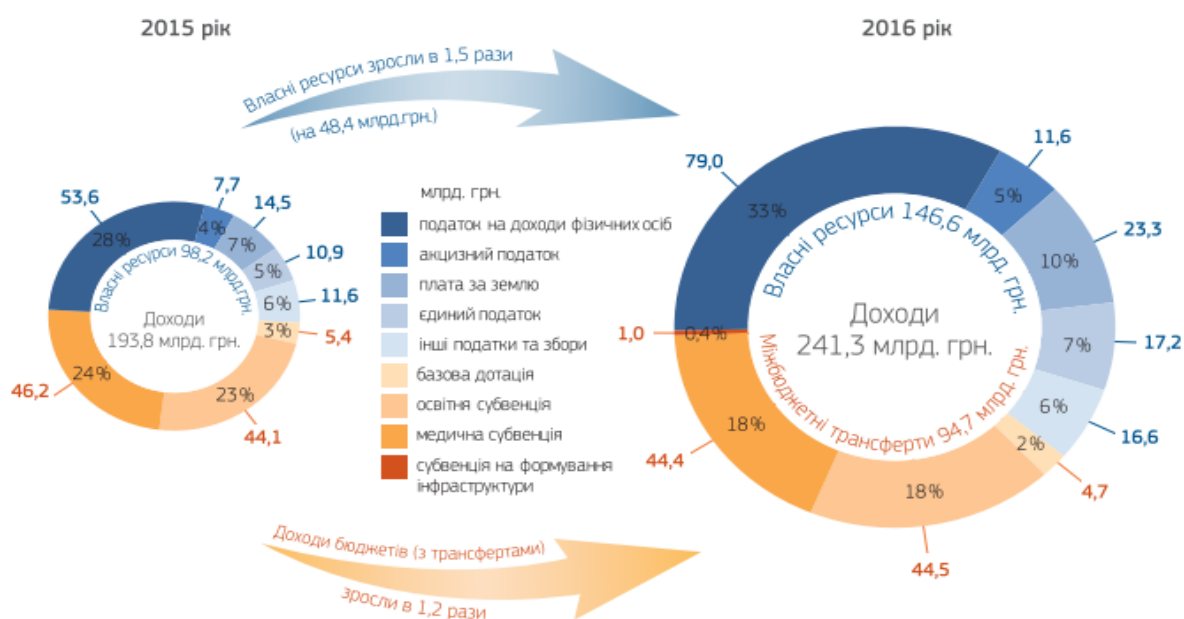 2015 рік
2016 рік
Власні ресурси зросли в 1,5 рази
(на 48,4 млрд.грн.)
53,6
7,7
14,5
10,9
11,6
5,4
44,1
46,2
28%
4%
7%
5%
6%
3%
23%
24%
Власні ресурси 98,2 млрд.грн.
Доходи
193,8 млрд. грн.
млрд. грн.
податок на доходи фізичних осіб
акцизний податок
плата за землю
єдиний податок
інші податки та збори
базова дотація
освітня субвенція
медична субвенція
субвенція на формування
інфраструктури
79,0
11,6
23,3
17,2
16,6
4,7
44,5
44,4
1,0
33%
5%
10%
7%
6%
2%
18%
18%
0,4%
Власні ресурси 146,6 млрд. грн.
Доходи
241,3 млрд. грн.
Міжбюджетні трансферти 94,7 млрд. грн.
Доходи бюджетів (з трансфертами)
зросли в 1,2 рази